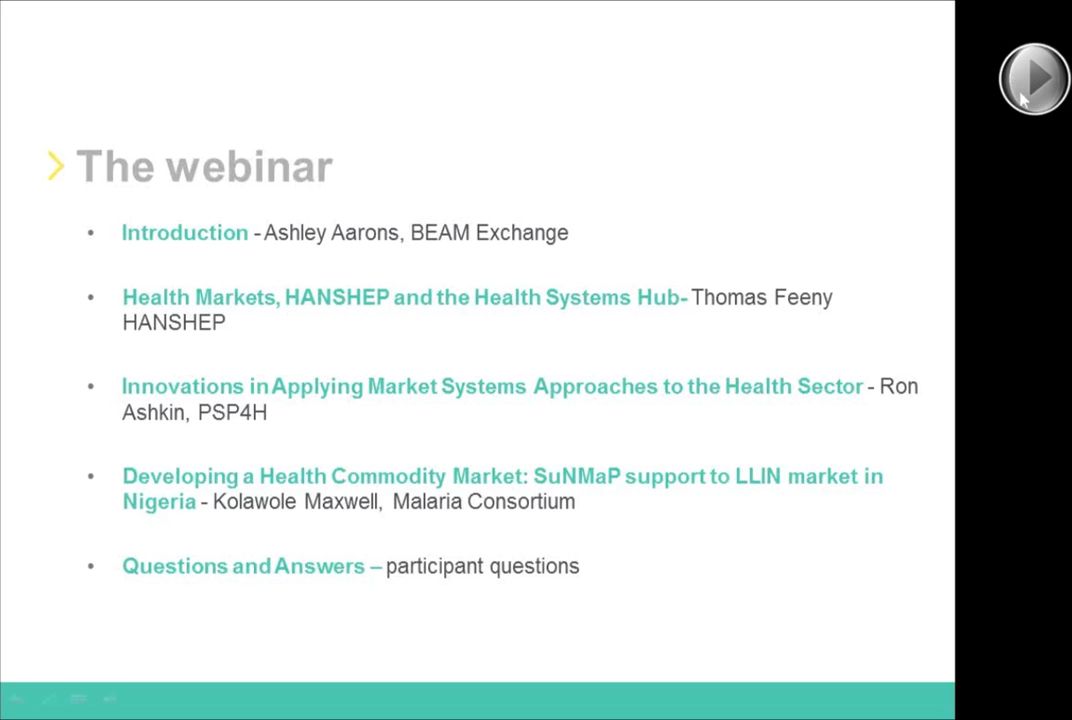 The webinar
• Introduction - Ashley Aarons, BEAM Exchange
• Health Markets, HANSHEP and the Health Systems Hub- Thomas Feeny
HANSHEP
• Innovations in Applying Market Systems Approaches to the Health Sector - Ron
Ashkin, PSP4H
• Developing a Health Commodity Market: SuNMaP support to LLIN market in
Nigeria - Kolawole Maxwell, Malaria Consortium
• Questions and Answers – participant questions